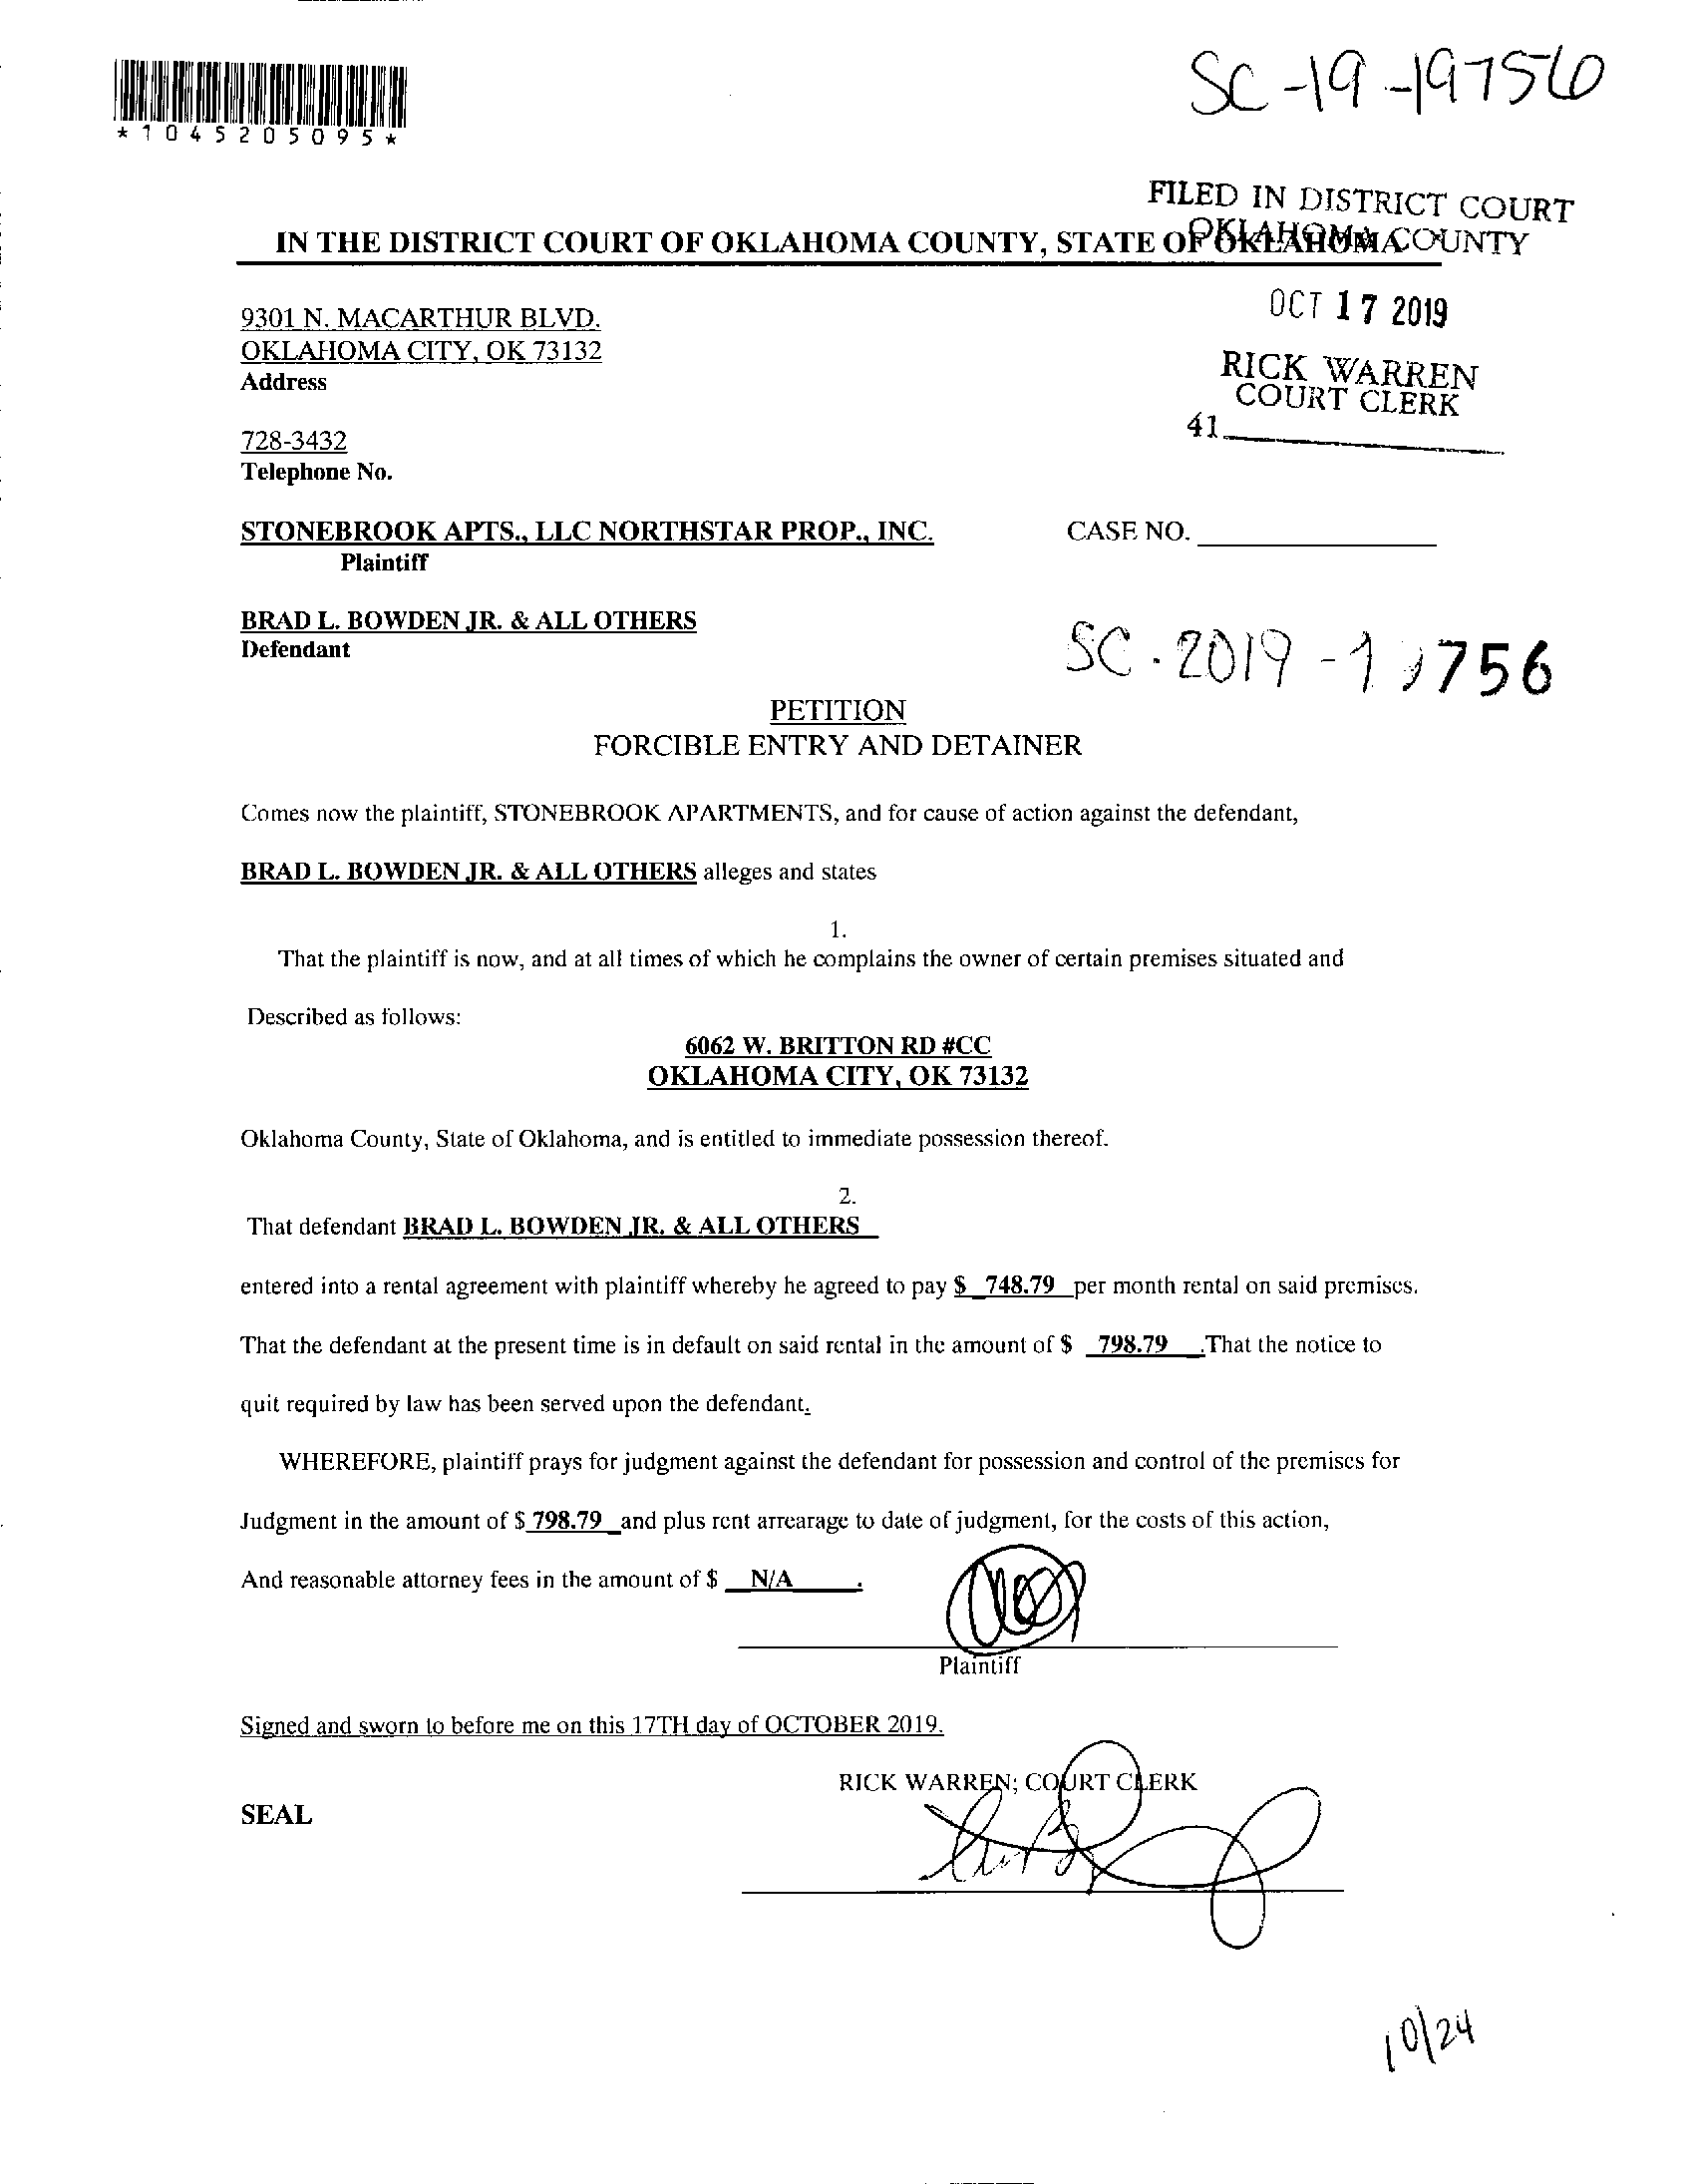 SC-19-19756
*1045205095*
FILED IN DISTRICT COURT
OKLAHOMA COUNTY
IN THE DISTRICT COURT OF OKLAHOMA COUNTY, STATE OF OKLAHOMA
OCT 17 2019
9301 N. MACARTHUR BLVD.
OKLAHOMA CITY, OK 73132
Address
RICK WARREN
COURT CLERK
41
728-3432
Telephone No.
STONEBROOK APTS., LLC NORTHSTAR PROP., INC. CASE NO.
Plaintiff
BRAD L. BOWDEN JR. & ALL OTHERS
Defendant
SC-2019-19756
PETITION
FORCIBLE ENTRY AND DETAINER
Comes now the plaintiff, STONEBROOK APARTMENTS, and for cause of action against the defendant,
BRAD L. BOWDEN JR. & ALL OTHERS alleges and states
1.
That the plaintiff is now, and at all times of which he complains the owner of certain premises situated and
Described as follows:
6062 W. BRITTON RD #CC
OKLAHOMA CITY, OK 73132
Oklahoma County, State of Oklahoma, and is entitled to immediate possession thereof.
2.
That defendant BRAD L. BOWDEN JR. & ALL OTHERS
entered into a rental agreement with plaintiff whereby he agreed to pay $ 748.79 per month rental on said premises.
That the defendant at the present time is in default on said rental in the amount of $ 798.79 .That the notice to
quit required by law has been served upon the defendant.
WHEREFORE, plaintiff prays for judgment against the defendant for possession and control of the premises for
Judgment in the amount of $ 798.79 and plus rent arrearage to date of judgment, for the costs of this action,
And reasonable attorney fees in the amount of $ N/A .
Plaintiff
Signed and sworn to before me on this 17TH day of OCTOBER 2019.
RICK WARREN; COURT CLERK
SEAL
10/24